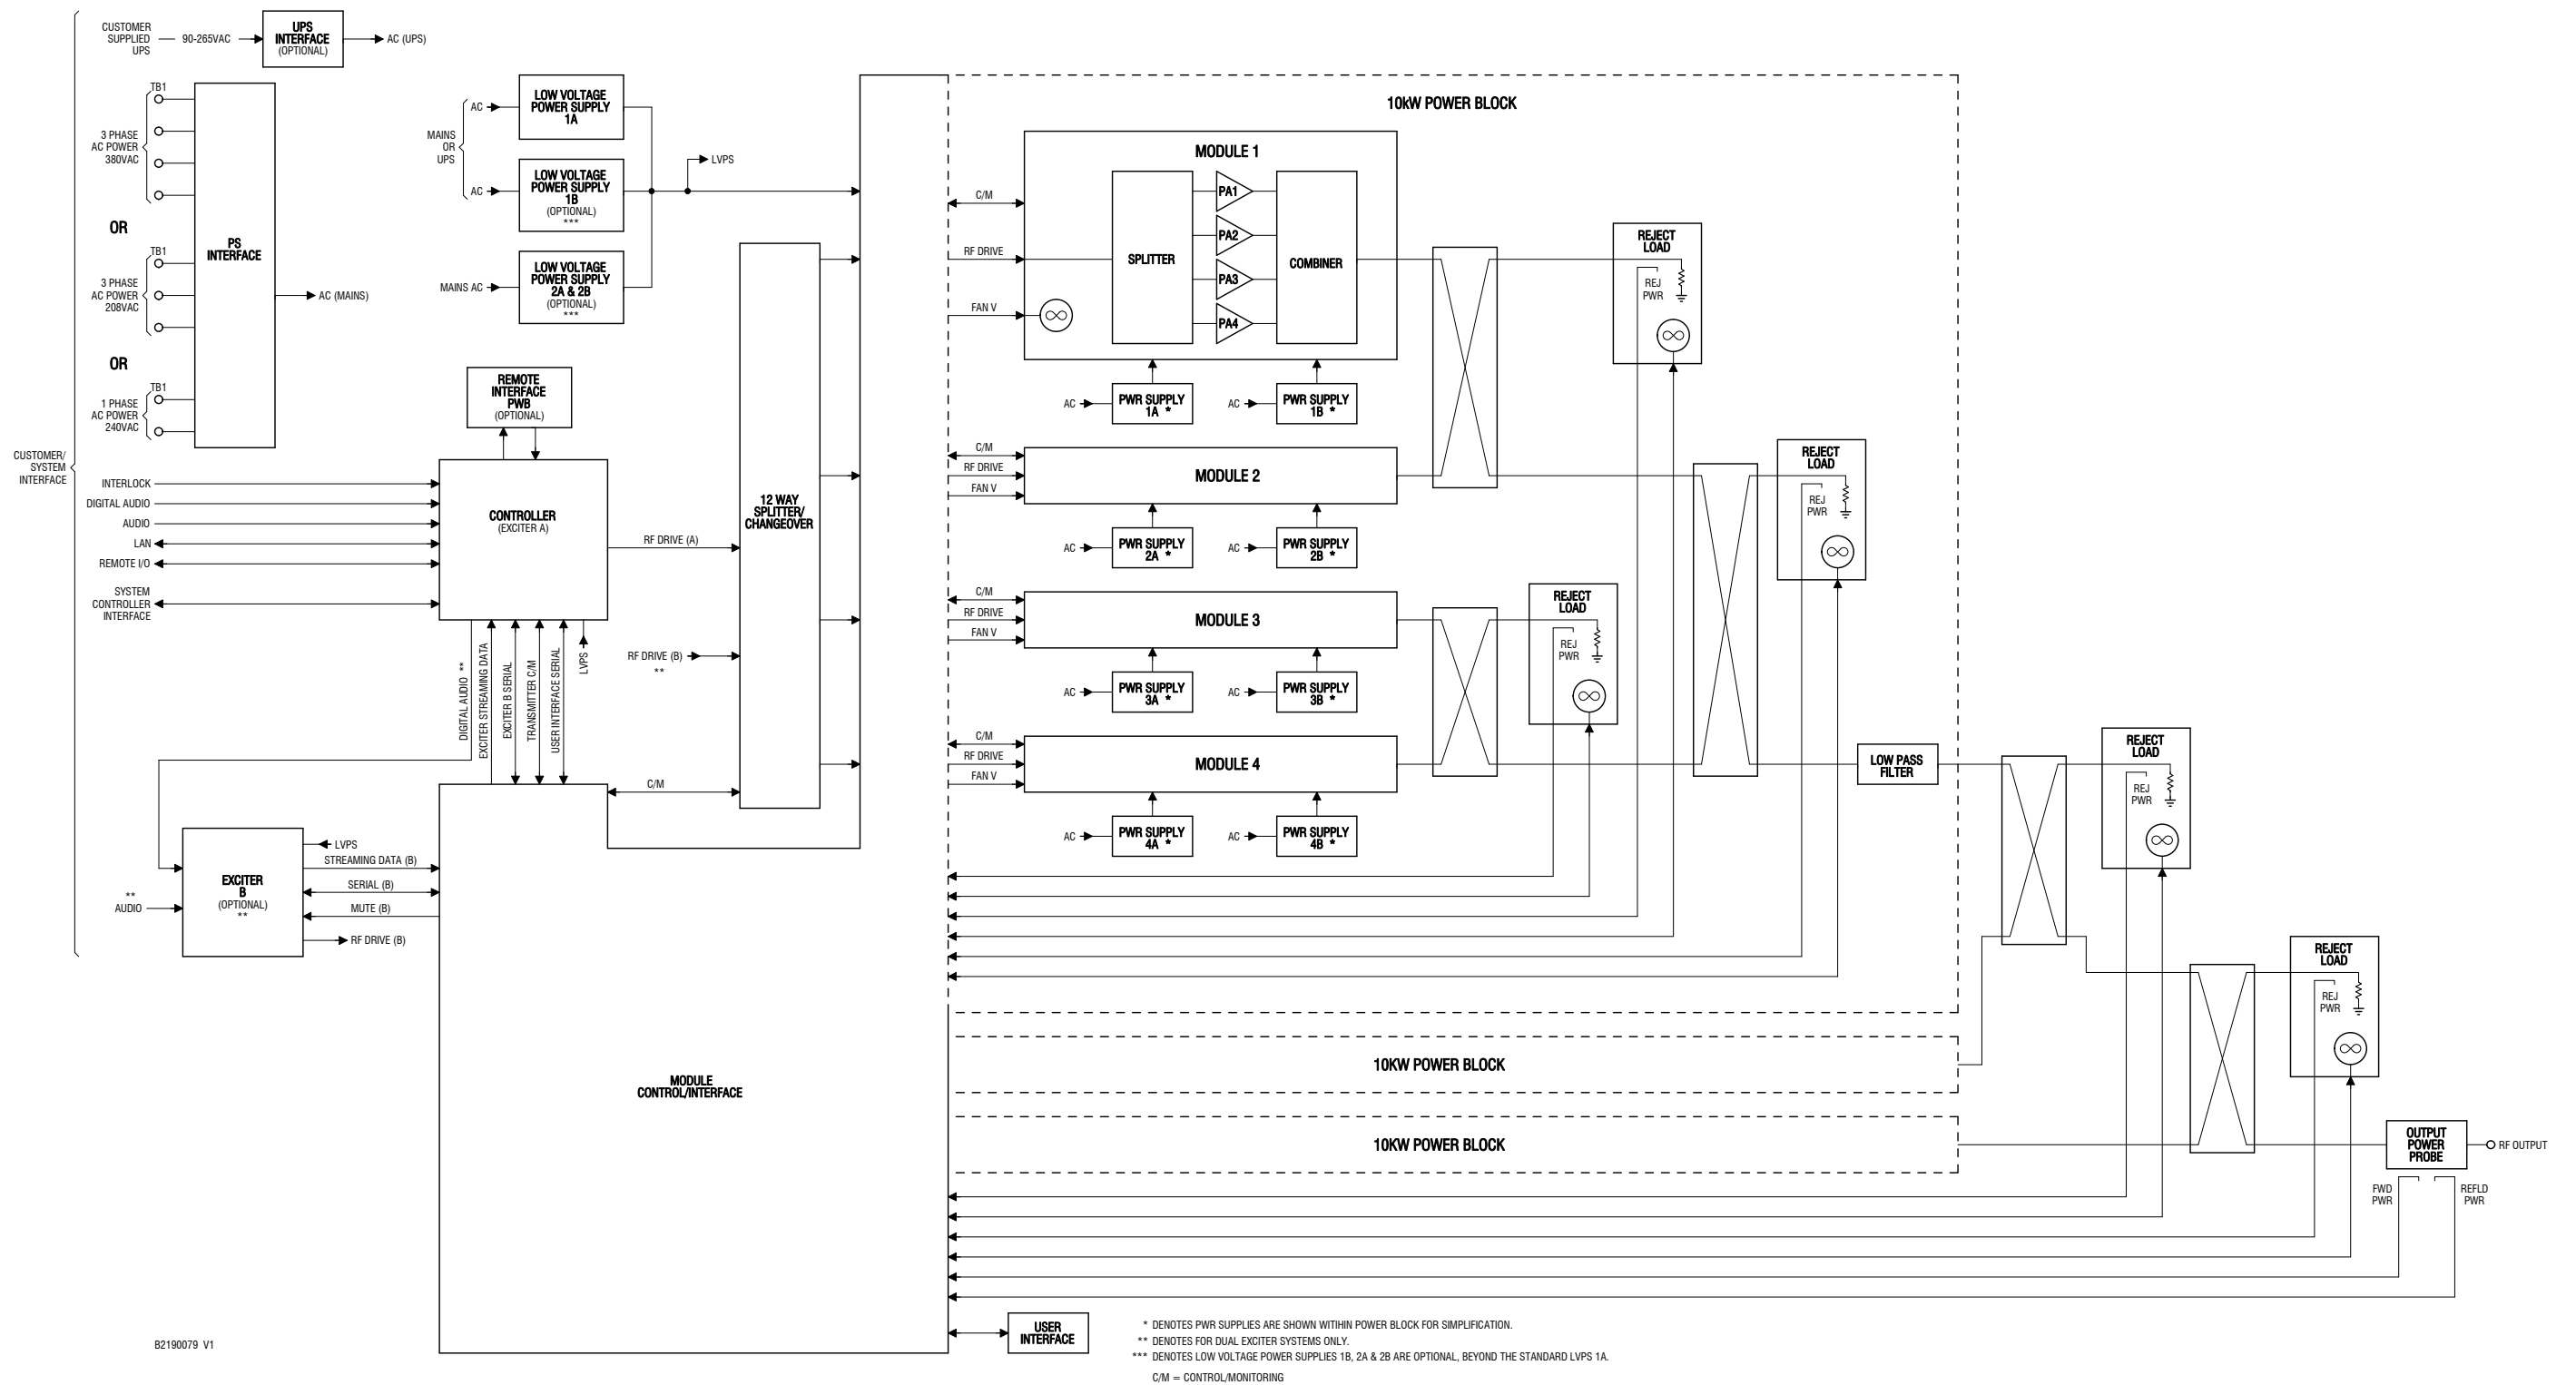 CUSTOMER
SUPPLIED
UPS
90-265VAC
UPS
INTERFACE
(OPTIONAL)
AC (UPS)
TB1
3 PHASE
AC POWER
380VAC
OR
TB1
3 PHASE
AC POWER
208VAC
OR
TB1
1 PHASE
AC POWER
240VAC
PS
INTERFACE
AC (MAINS)
CUSTOMER/
SYSTEM
INTERFACE
MAINS
OR
UPS
AC
LOW VOLTAGE
POWER SUPPLY
1A
AC
LOW VOLTAGE
POWER SUPPLY
1B
(OPTIONAL)
***
LVPS
MAINS AC
LOW VOLTAGE
POWER SUPPLY
2A & 2B
(OPTIONAL)
***
REMOTE
INTERFACE
PWB
(OPTIONAL)
INTERLOCK
DIGITAL AUDIO
AUDIO
LAN
REMOTE I/O
SYSTEM
CONTROLLER
INTERFACE
CONTROLLER
(EXCITER A)
RF DRIVE (A)
12 WAY
SPLITTER/
CHANGEOVER
RF DRIVE (B)
**
DIGITAL AUDIO **
EXCITER STREAMING DATA
EXCITER B SERIAL
TRANSMITTER C/M
USER INTERFACE SERIAL
LVPS
C/M
EXCITER
B
(OPTIONAL)
**
**
AUDIO
LVPS
STREAMING DATA (B)
SERIAL (B)
MUTE (B)
RF DRIVE (B)
MODULE
CONTROL/INTERFACE
10kW POWER BLOCK
C/M
RF DRIVE
FAN V
MODULE 1
SPLITTER
PA1
PA2
PA3
PA4
COMBINER
AC
PWR SUPPLY
1A *
AC
PWR SUPPLY
1B *
REJECT
LOAD
REJ
PWR
C/M
RF DRIVE
FAN V
MODULE 2
AC
PWR SUPPLY
2A *
AC
PWR SUPPLY
2B *
REJECT
LOAD
REJ
PWR
C/M
RF DRIVE
FAN V
MODULE 3
AC
PWR SUPPLY
3A *
AC
PWR SUPPLY
3B *
REJECT
LOAD
REJ
PWR
C/M
RF DRIVE
FAN V
MODULE 4
AC
PWR SUPPLY
4A *
AC
PWR SUPPLY
4B *
LOW PASS
FILTER
REJECT
LOAD
REJ
PWR
REJECT
LOAD
REJ
PWR
10KW POWER BLOCK
10KW POWER BLOCK
OUTPUT
POWER
PROBE
RF OUTPUT
FWD
PWR
REFLD
PWR
USER
INTERFACE
* DENOTES PWR SUPPLIES ARE SHOWN WITIHIN POWER BLOCK FOR SIMPLIFICATION.
** DENOTES FOR DUAL EXCITER SYSTEMS ONLY.
*** DENOTES LOW VOLTAGE POWER SUPPLIES 1B, 2A & 2B ARE OPTIONAL, BEYOND THE STANDARD LVPS 1A.
C/M = CONTROL/MONITORING
B2190079 V1